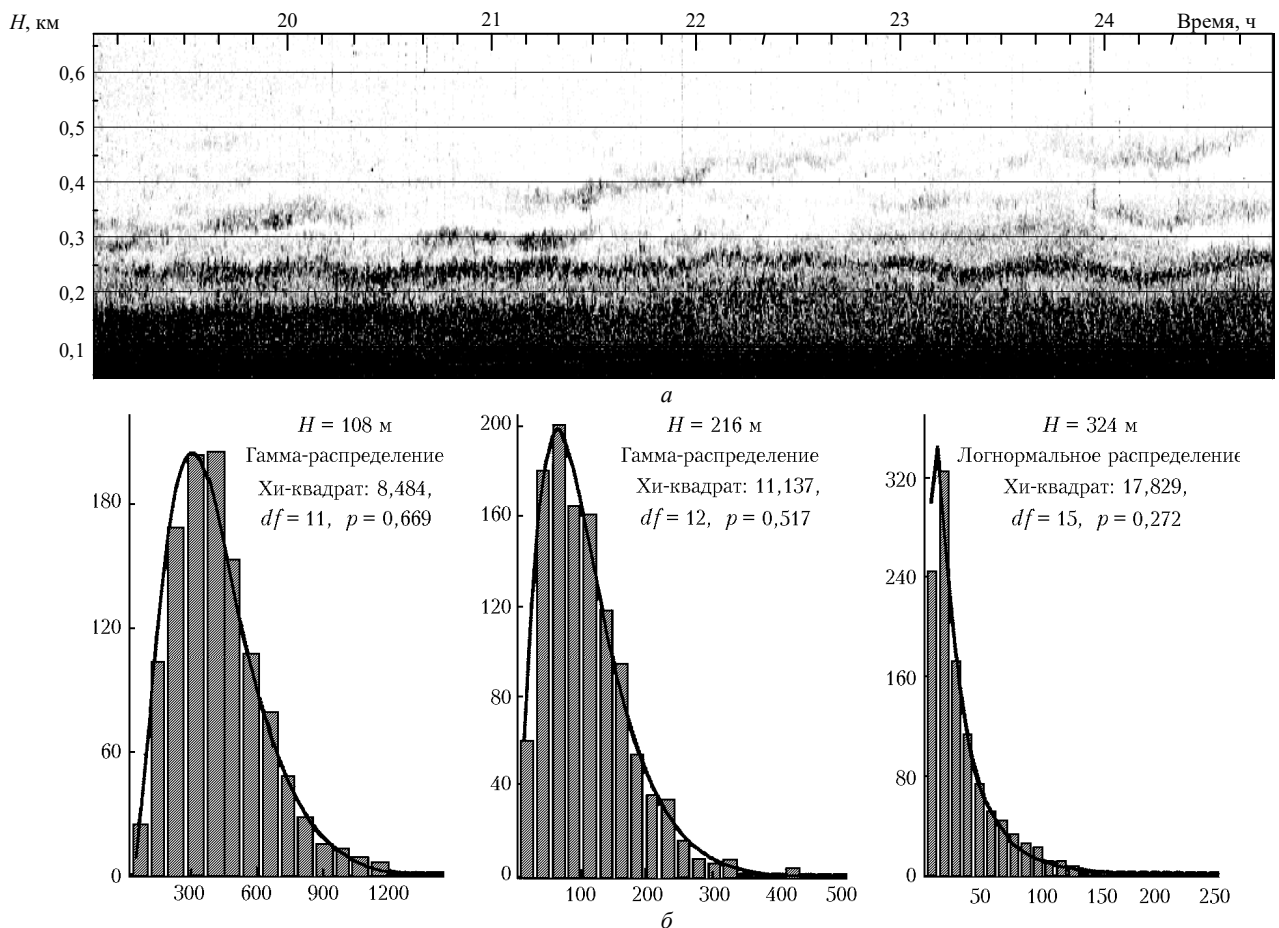 H, км 20 21 22 23 24 Время, ч
0,6
0,5
0,4
0,3
0,2
0,1
а
H = 108 м
Гамма-распределение
Хи-квадрат: 8,484,
df = 11, p = 0,669
180
120
60
0
300 600 900 1200
H = 216 м
Гамма-распределение
Хи-квадрат: 11,137,
df = 12, p = 0,517
200
160
120
80
40
0
100 200 300 400 500
H = 324 м
Логнормальное распределение
Хи-квадрат: 17,829,
df = 15, p = 0,272
320
240
160
80
0
50 100 150 200 250
б